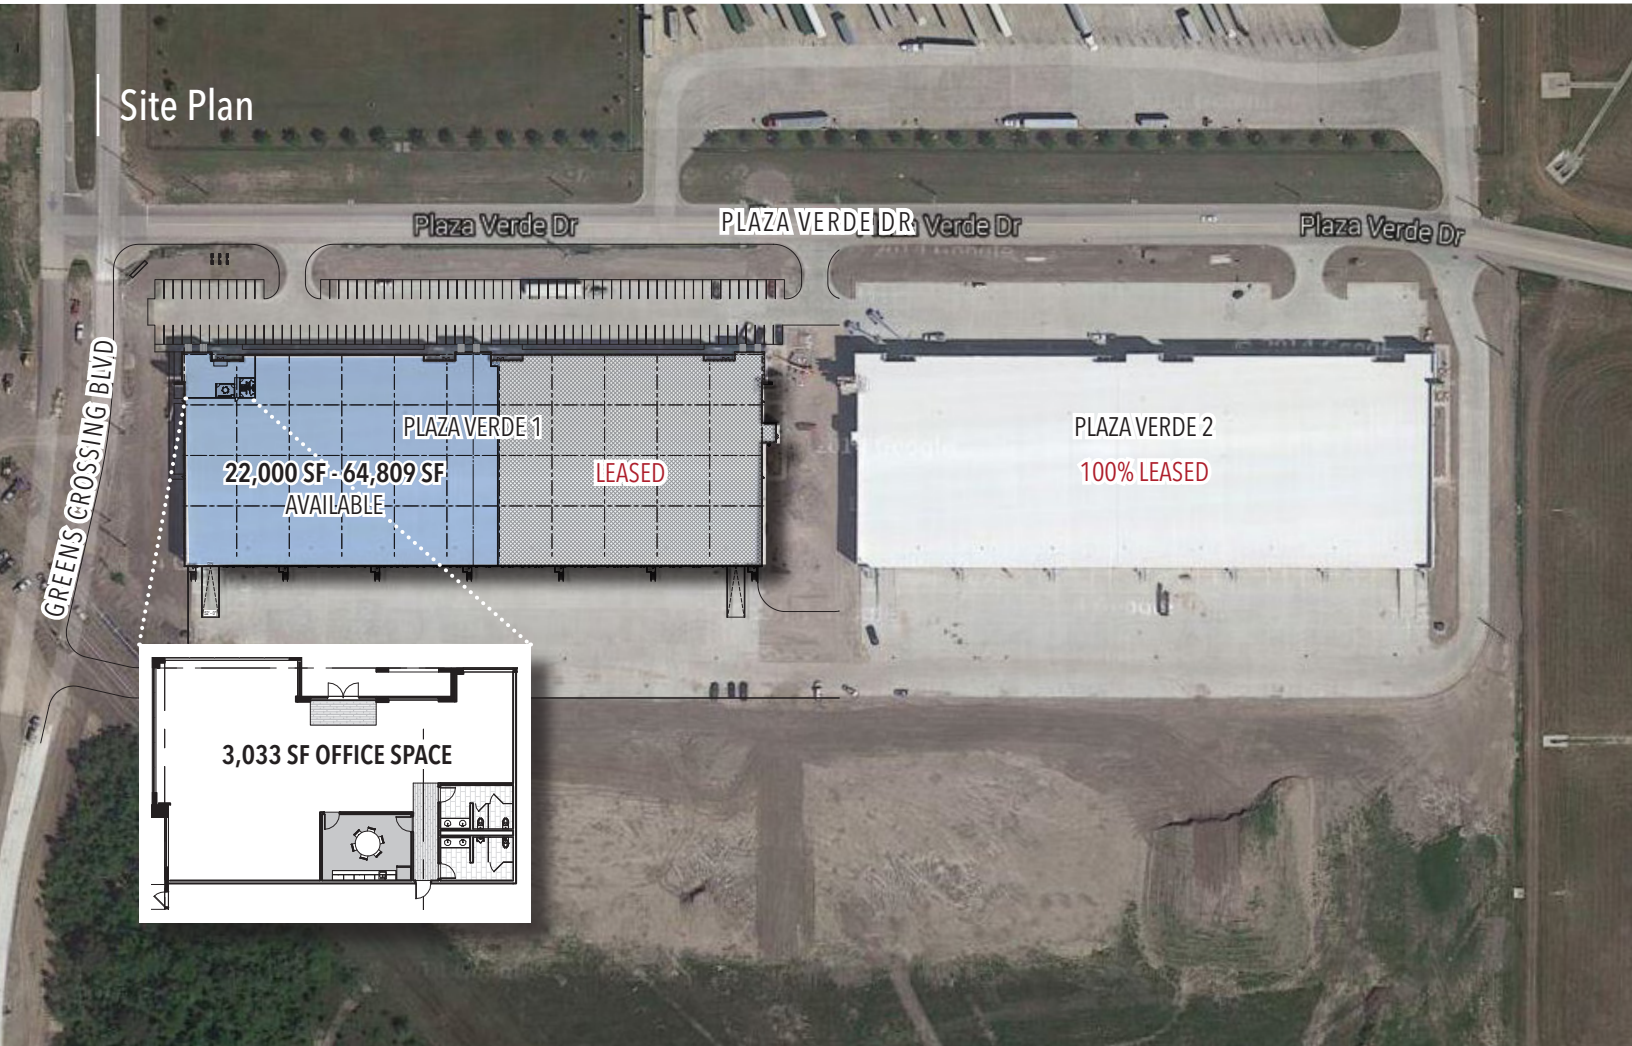 Site Plan
Plaza Verde Dr
PLAZA VERDE DR
Plaza Verde Dr
Plaza Verde Dr
GREENS CROSSING BLVD
PLAZA VERDE 1
22,000 SF - 64,809 SF
AVAILABLE
LEASED
PLAZA VERDE 2
100% LEASED
3,033 SF OFFICE SPACE